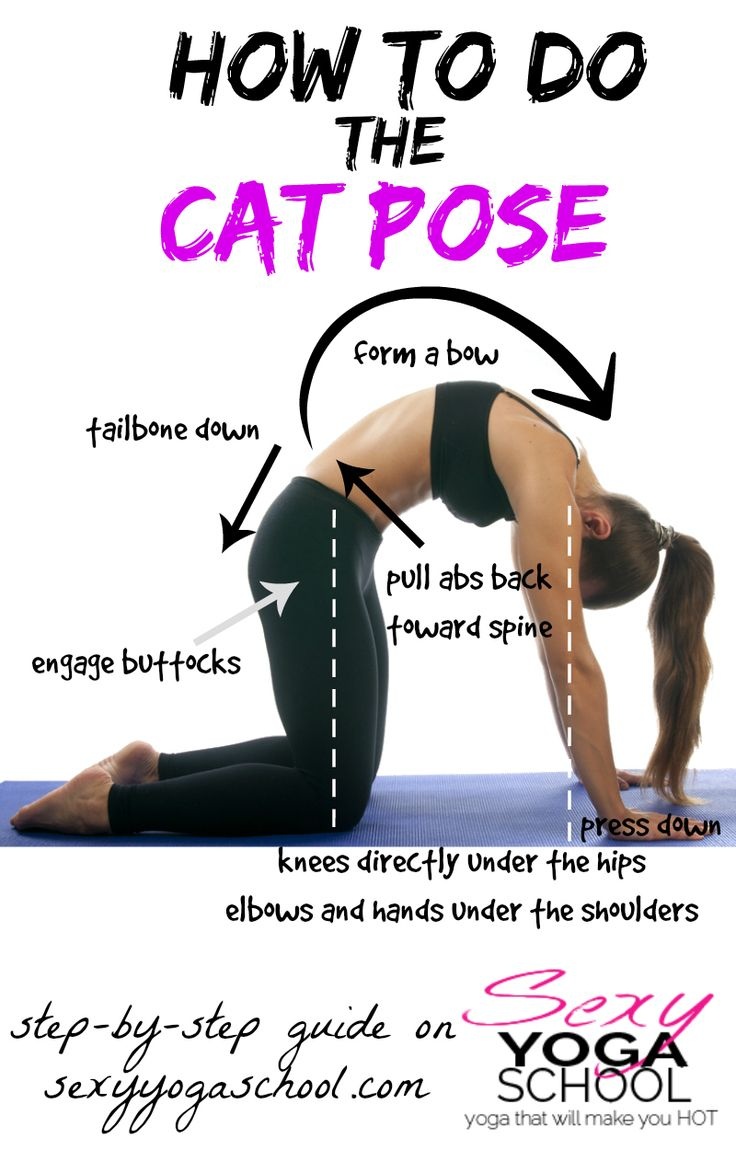 HOW TO DO
THE
CAT POSE
form a bow
tailbone down
pull abs back
toward spine
engage buttocks
press down
knees directly under the hips
elbows and hands under the shoulders
step-by-step guide on
sexyyogaschool.com
Sexy
YOGA
SCHOOL
yoga that will make you HOT